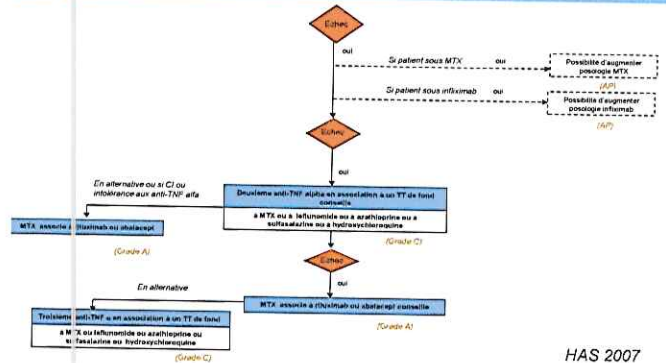 Echec
oui
Si patient sous MTX oui
Possibilité d'augmenter
posologie MTX
(AP)
Si patient sous infliximab oui
Possibilité d'augmenter
posologie infliximab
(AP)
Echec
oui
En alternative ou si CI ou
intolérance aux anti-TNF alfa
Deuxième anti-TNF alpha en association à un TT de fond
conseillé
à MTX ou à leflunomide ou à azathioprine ou à
sulfasalazine ou à hydroxychloroquine
(Grade C)
MTX associé à rituximab ou abatacept
(Grade A)
Echec
oui
En alternative
MTX associé à rituximab ou abatacept conseillé
(Grade A)
Troisième anti-TNF α en association à un TT de fond
à MTX ou leflunomide ou azathioprine ou
sulfasalazine ou hydroxychloroquine
(Grade C)
HAS 2007